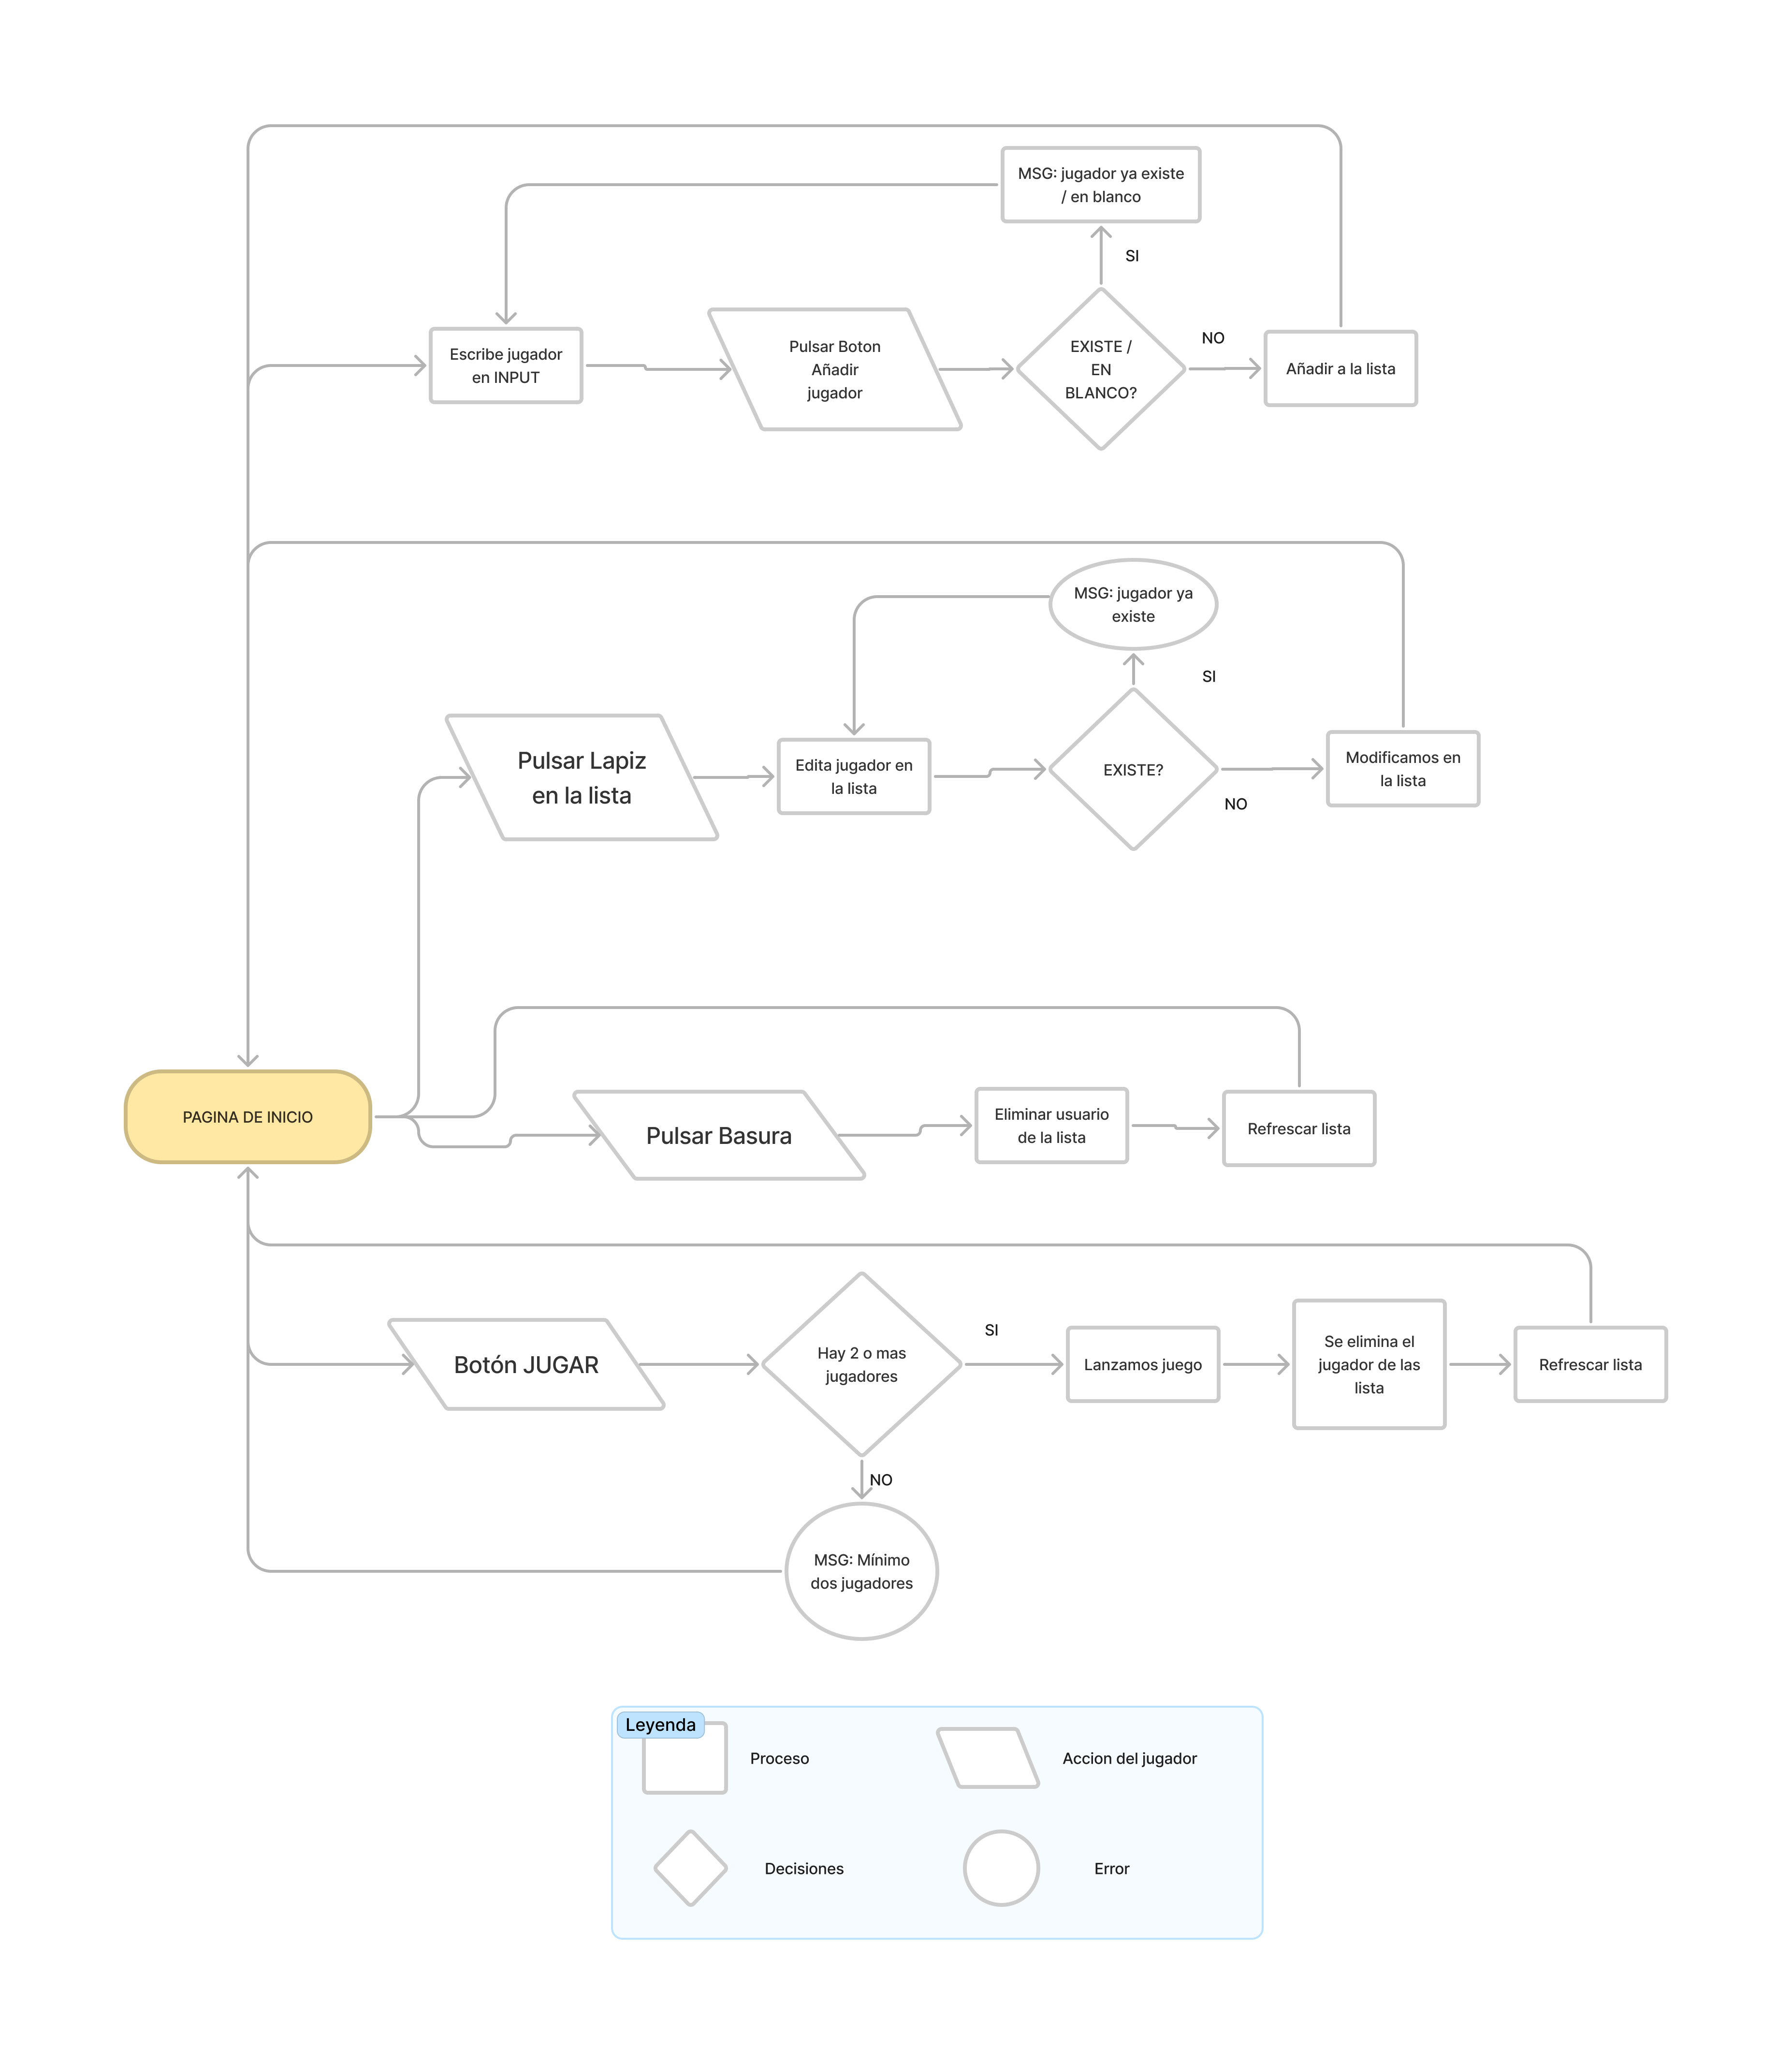 MSG: jugador ya existe
/ en blanco
SI
Escribe jugador
en INPUT
Pulsar Boton
Añadir
jugador
EXISTE /
EN
BLANCO?
NO
Añadir a la lista
MSG: jugador ya
existe
SI
Pulsar Lapiz
en la lista
Edita jugador en
la lista
EXISTE?
NO
Modificamos en
la lista
PAGINA DE INICIO
Pulsar Basura
Eliminar usuario
de la lista
Refrescar lista
Botón JUGAR
Hay 2 o mas
jugadores
SI
Lanzamos juego
Se elimina el
jugador de las
lista
Refrescar lista
NO
MSG: Mínimo
dos jugadores
Leyenda
Proceso
Accion del jugador
Decisiones
Error